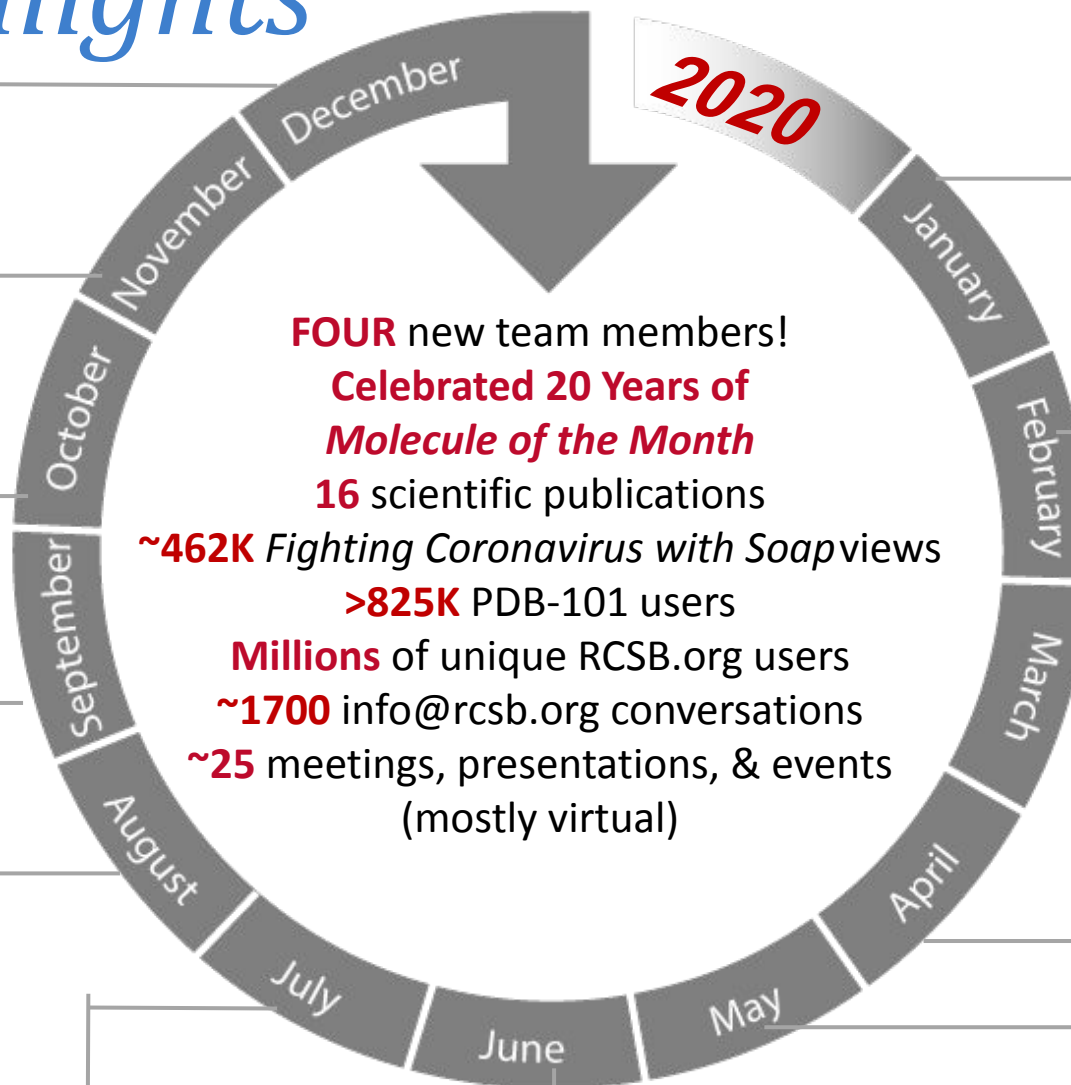 2020
January
February
March
April
May
June
July
August
September
October
November
December
FOUR new team members!
Celebrated 20 Years of
Molecule of the Month
16 scientific publications
~462K Fighting Coronavirus with Soap views
>825K PDB-101 users
Millions of unique RCSB.org users
~1700 info@rcsb.org conversations
~25 meetings, presentations, & events
(mostly virtual)